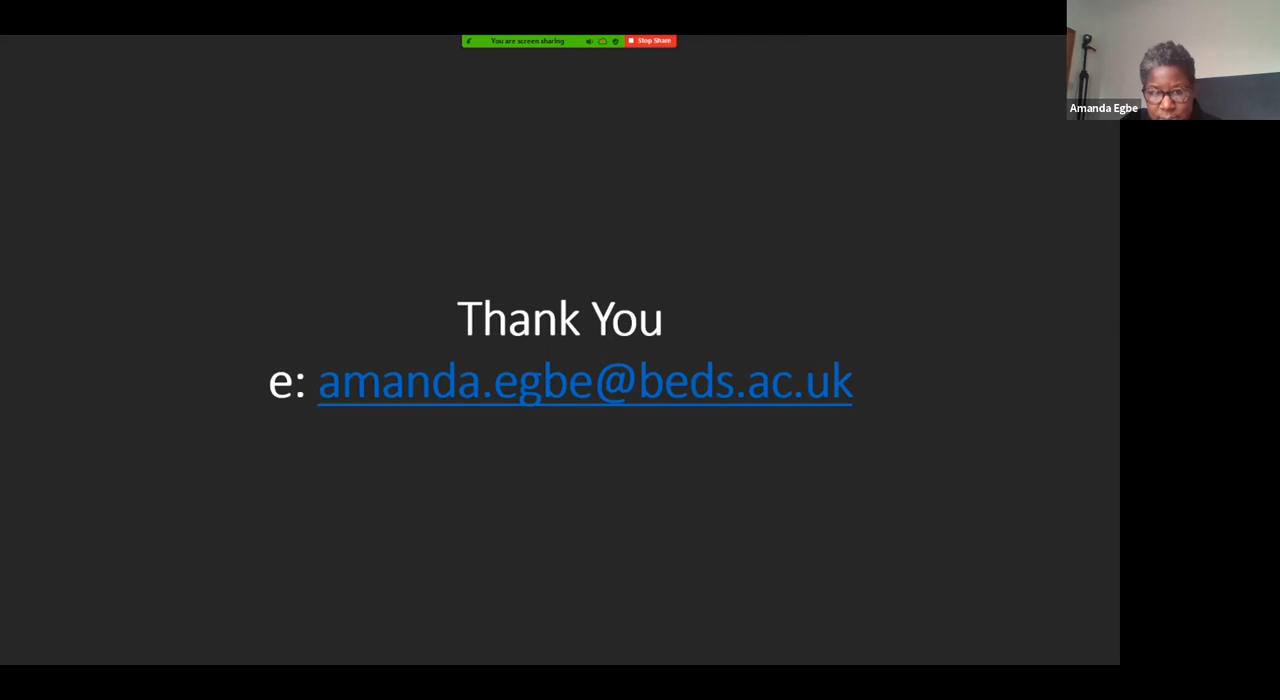 You are screen sharing
Stop Share
Amanda Egbe
Thank You
e: amanda.egbe@beds.ac.uk